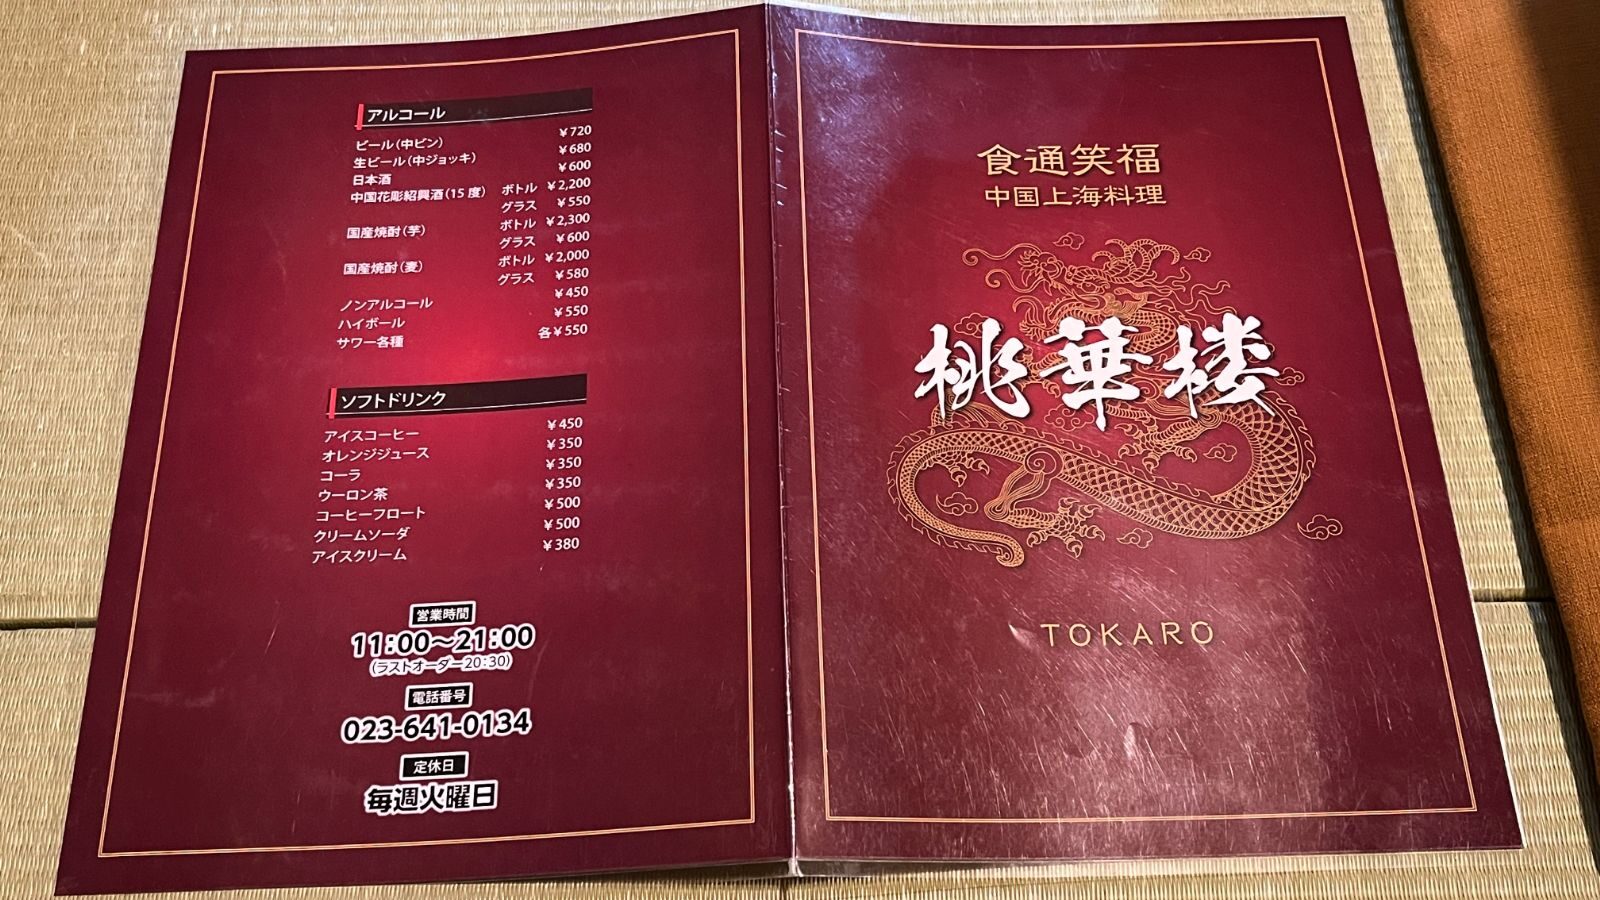 アルコール
ビール（中ビン） ￥720
生ビール（中ジョッキ） ￥680
日本酒 ￥600
中国花彫紹興酒（15度） ボトル ￥2,200
グラス ￥550
国産焼酎（芋） ボトル ￥2,300
グラス ￥600
国産焼酎（麦） ボトル ￥2,000
グラス ￥580
ノンアルコール ￥450
ハイボール ￥550
サワー各種 各￥550
ソフトドリンク
アイスコーヒー ￥450
オレンジジュース ￥350
コーラ ￥350
ウーロン茶 ￥350
コーヒーフロート ￥500
クリームソーダ ￥500
アイスクリーム ￥380
営業時間
11：00〜21：00
（ラストオーダー20：30）
電話番号
023-641-0134
定休日
毎週火曜日
食通笑福
中国上海料理
桃華楼
TOKARO